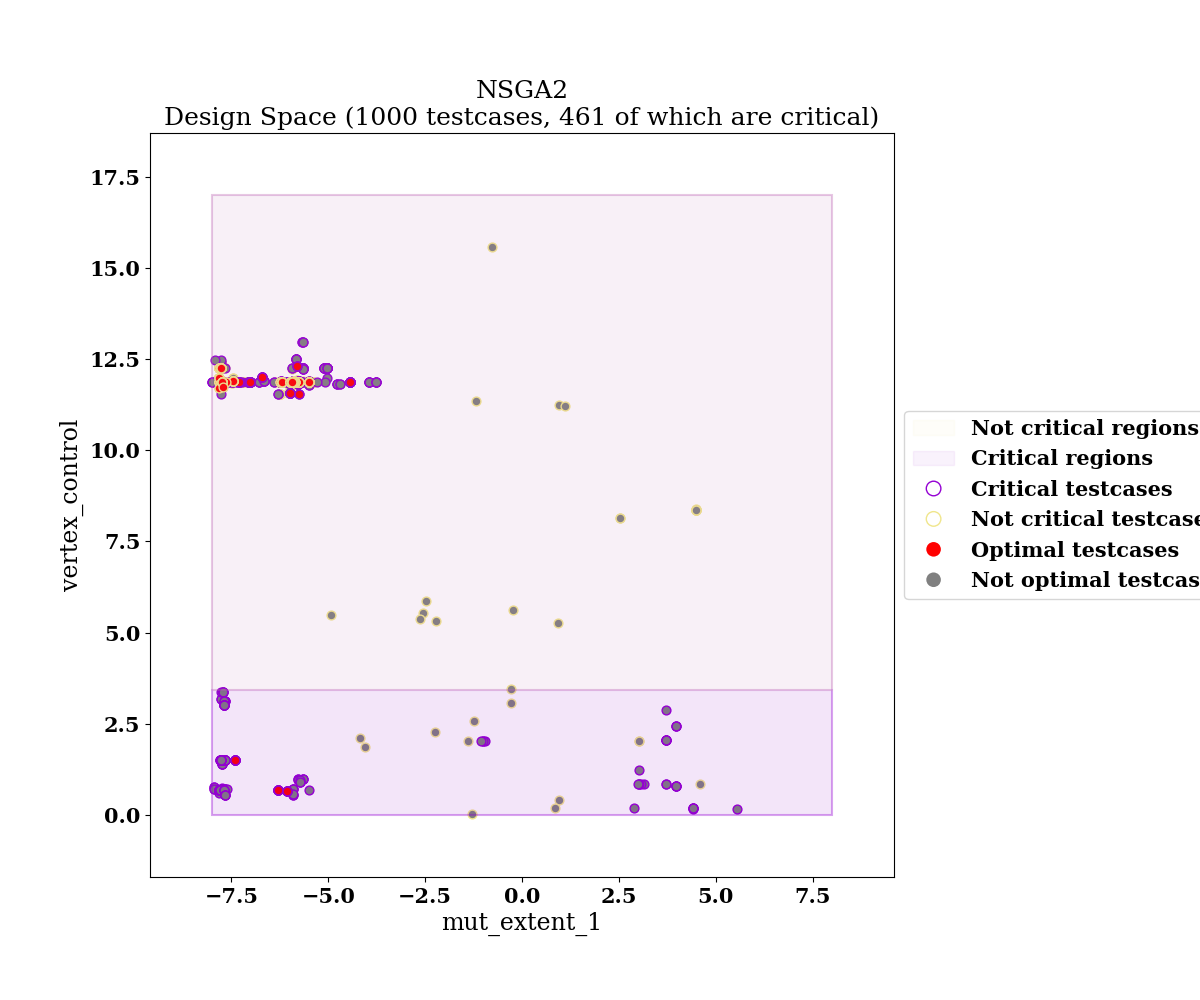 NSGA2
Design Space (1000 testcases, 461 of which are critical)
17.5
15.0
12.5
10.0
7.5
5.0
2.5
0.0
vertex_control
−7.5
−5.0
−2.5
0.0
2.5
5.0
7.5
mut_extent_1
Not critical regions
Critical regions
Critical testcases
Not critical testcase
Optimal testcases
Not optimal testcas